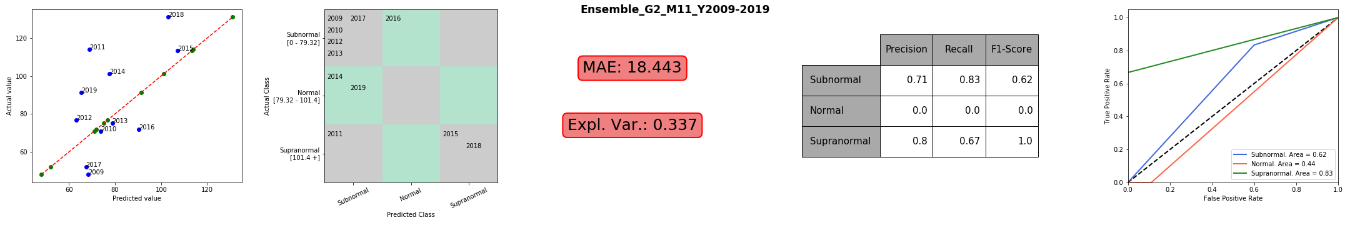 Ensemble_G2_M11_Y2009-2019
Actual value
120
100
80
60
60
80
100
120
Predicted value
2018
2011
2015
2014
2019
2012
2013
2010
2016
2017
2009
Actual Class
Subnormal
[0 - 79.32]
Normal
[79.32 - 101.4]
Supranormal
[101.4 +]
2009 2017 2016
2010
2012
2013
2014
2019
2011 2015
2018
Subnormal
Normal
Supranormal
Predicted Class
MAE: 18.443
Expl. Var.: 0.337
Precision Recall F1-Score
Subnormal 0.71 0.83 0.62
Normal 0.0 0.0 0.0
Supranormal 0.8 0.67 1.0
True Positive Rate
1.0
0.8
0.6
0.4
0.2
0.0
Subnormal. Area = 0.62
Normal. Area = 0.44
Supranormal. Area = 0.83
0.0 0.2 0.4 0.6 0.8 1.0
False Positive Rate